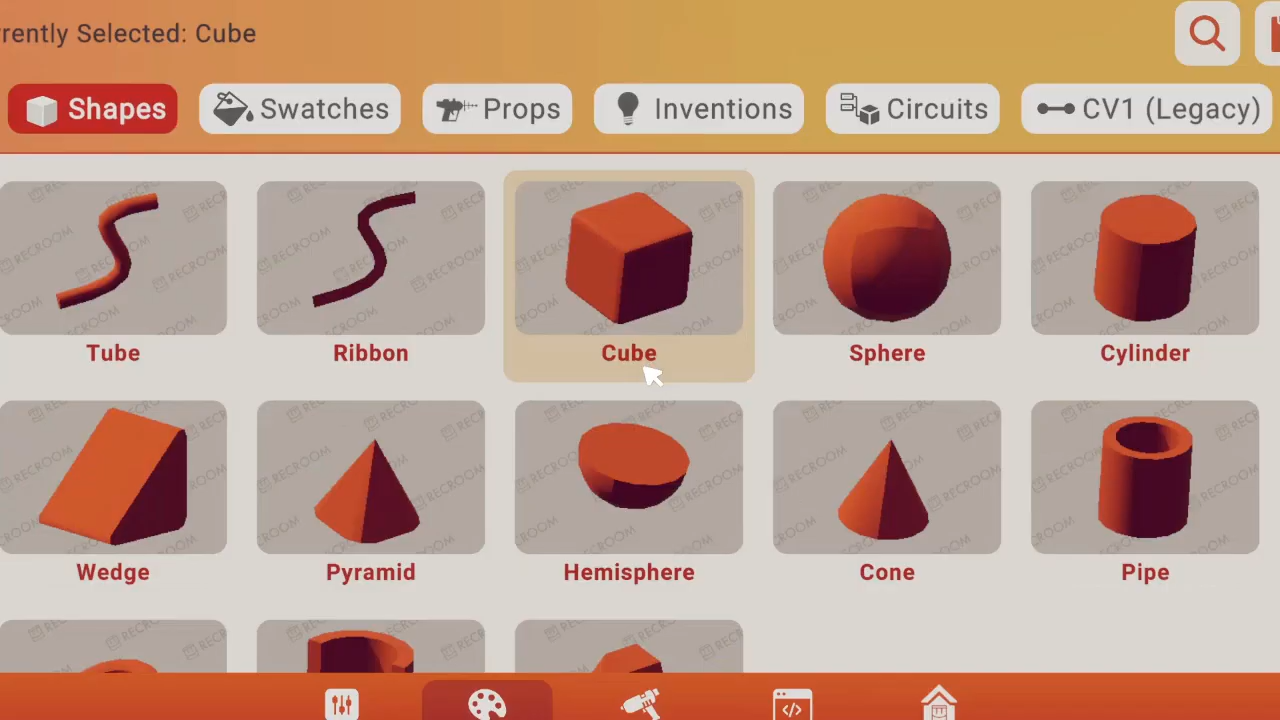 rently Selected: Cube
Shapes
Swatches
Props
Inventions
Circuits
CV1 (Legacy)
Tube
Ribbon
Cube
Sphere
Cylinder
Wedge
Pyramid
Hemisphere
Cone
Pipe
RECROOM